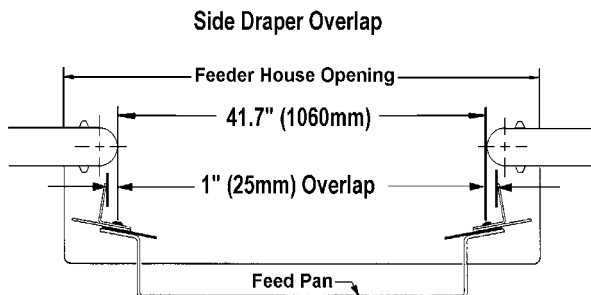 Side Draper Overlap
Feeder House Opening
41.7" (1060mm)
1" (25mm) Overlap
Feed Pan